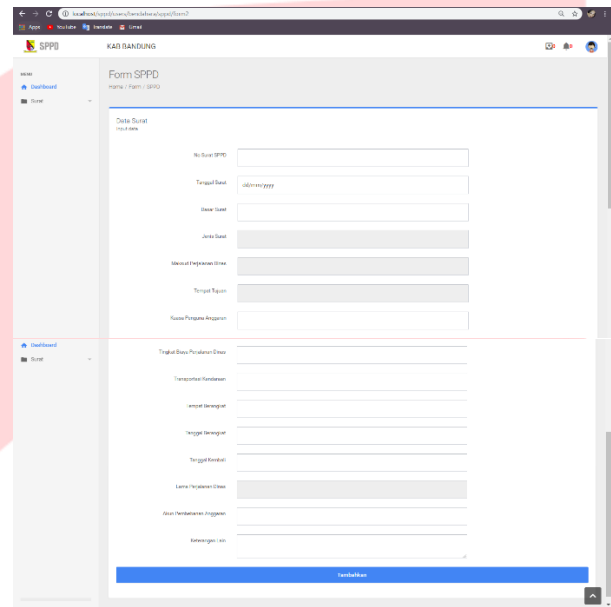 localhost/sppd/users/bendahara/sppd/form2
Apps YouTube Translate Gmail
SPPD KAB BANDUNG
MENU
Dashboard
Surat
Form SPPD
Home / Form / SPPD
Data Surat
Input data
No Surat SPPD
Tanggal Surat dd/mm/yyyy
Dasar Surat
Jenis Surat
Maksud Perjalanan Dinas
Tempat Tujuan
Kuasa Penguna Anggaran
Dashboard
Surat
Tingkat Biaya Perjalanan Dinas
Transportasi Kendaraan
Tempat Berangkat
Tanggal Berangkat
Tanggal Kembali
Lama Perjalanan Dinas
Akun Pembebanan Anggaran
Keterangan Lain
Tambahkan